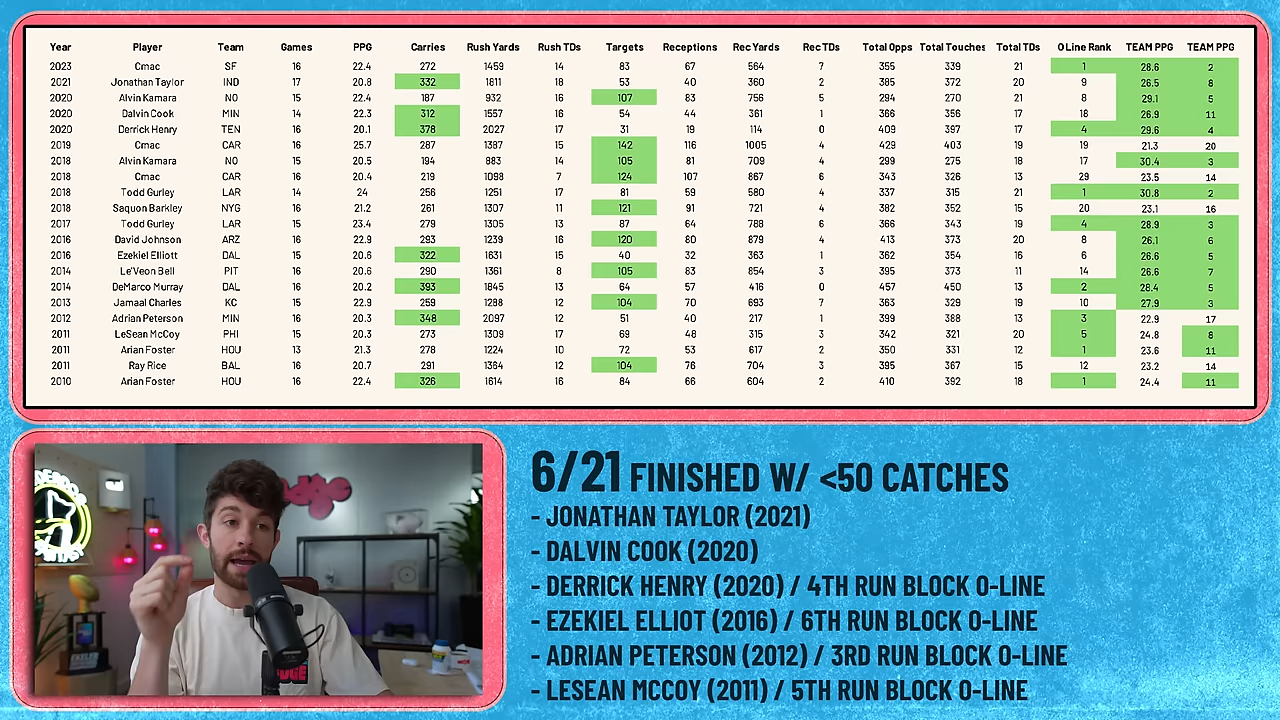 Year Player Team Games PPG Carries Rush Yards Rush TDs Targets Receptions Rec Yards Rec TDs Total Opps Total Touches Total TDs O Line Rank TEAM PPG TEAM PPG
2023 Cmac SF 16 22.4 272 1459 14 83 67 564 7 355 339 21 1 28.6 2
2021 Jonathan Taylor IND 17 20.8 332 1811 18 53 40 360 2 385 372 20 9 26.5 8
2020 Alvin Kamara NO 15 22.4 187 932 16 107 83 756 5 294 270 21 8 29.1 5
2020 Dalvin Cook MIN 14 22.3 312 1557 16 54 44 361 1 366 356 17 18 26.9 11
2020 Derrick Henry TEN 16 20.1 378 2027 17 31 19 114 0 409 397 17 4 29.6 4
2019 Cmac CAR 16 25.7 287 1387 15 142 116 1005 4 429 403 19 19 21.3 20
2018 Alvin Kamara NO 15 20.5 194 883 14 105 81 709 4 299 275 18 17 30.4 3
2018 Cmac CAR 16 20.4 219 1098 7 124 107 867 6 343 326 13 29 23.5 14
2018 Todd Gurley LAR 14 24 256 1251 17 81 59 580 4 337 315 21 1 30.8 2
2018 Saquon Barkley NYG 16 21.2 261 1307 11 121 91 721 4 382 352 15 20 23.1 16
2017 Todd Gurley LAR 15 23.4 279 1305 13 87 64 788 6 366 343 19 4 28.9 3
2016 David Johnson ARZ 16 22.9 293 1239 16 120 80 879 4 413 373 20 8 26.1 6
2016 Ezekiel Elliott DAL 15 20.6 322 1631 15 40 32 363 1 362 354 16 6 26.6 5
2014 Le'Veon Bell PIT 16 20.6 290 1361 8 105 83 854 3 395 373 11 14 26.6 7
2014 DeMarco Murray DAL 16 20.2 393 1845 13 64 57 416 0 457 450 13 2 28.4 5
2013 Jamaal Charles KC 15 22.9 259 1288 12 104 70 693 7 363 329 19 10 27.9 3
2012 Adrian Peterson MIN 16 20.3 348 2097 12 51 40 217 1 399 388 13 3 22.9 17
2011 LeSean McCoy PHI 15 20.3 273 1309 17 69 48 315 3 342 321 20 5 24.8 8
2011 Arian Foster HOU 13 21.3 278 1224 10 72 53 617 2 350 331 12 1 23.6 11
2011 Ray Rice BAL 16 20.7 291 1364 12 104 76 704 3 395 367 15 12 23.2 14
2010 Arian Foster HOU 16 22.4 326 1614 16 84 66 604 2 410 392 18 1 24.4 11
6/21 FINISHED W/ <50 CATCHES
- JONATHAN TAYLOR (2021)
- DALVIN COOK (2020)
- DERRICK HENRY (2020) / 4TH RUN BLOCK O-LINE
- EZEKIEL ELLIOT (2016) / 6TH RUN BLOCK O-LINE
- ADRIAN PETERSON (2012) / 3RD RUN BLOCK O-LINE
- LESEAN MCCOY (2011) / 5TH RUN BLOCK O-LINE